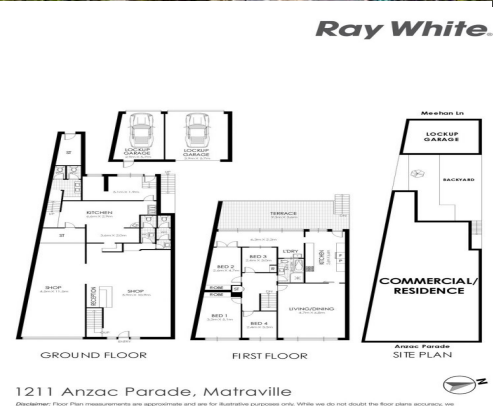 Ray White.
Meehan Ln
LOCKUP
GARAGE
LOCKUP
GARAGE
LOCKUP
GARAGE
BACKYARD
KITCHEN
SHOP
RECEPTION
SHOP
TERRACE
L'DRY
KITCHEN
BED 2
BED 3
ROBE
ROBE
BED 1
BED 4
LIVING/DINING
COMMERCIAL/
RESIDENCE
Anzac Parade
GROUND FLOOR
FIRST FLOOR
SITE PLAN
1211 Anzac Parade, Matraville
Disclaimer: Floor Plan measurements are approximate and are for illustrative purposes only. While we do not doubt the floor plans accuracy, we